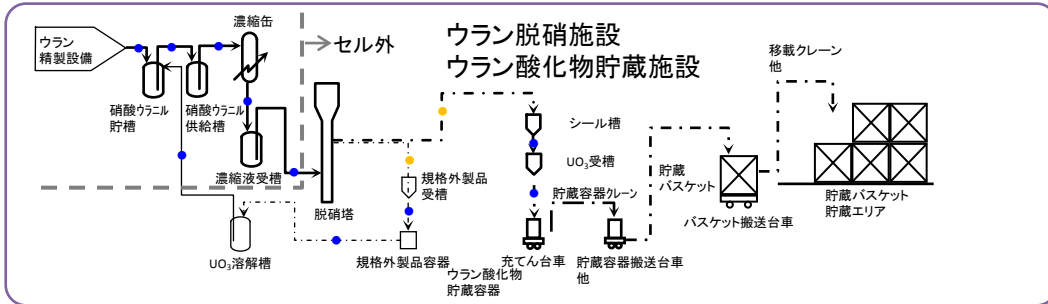 ウラン
精製設備
硝酸ウラニル
貯槽
硝酸ウラニル
供給槽
濃縮缶
セル外
濃縮液受槽
UO₃溶解槽
脱硝塔
規格外製品
受槽
規格外製品容器
ウラン脱硝施設
ウラン酸化物貯蔵施設
シール槽
UO₃受槽
貯蔵容器クレーン
ウラン酸化物
貯蔵容器
充てん台車
貯蔵容器搬送台車
他
貯蔵
バスケット
バスケット搬送台車
移載クレーン
他
貯蔵バスケット
貯蔵エリア